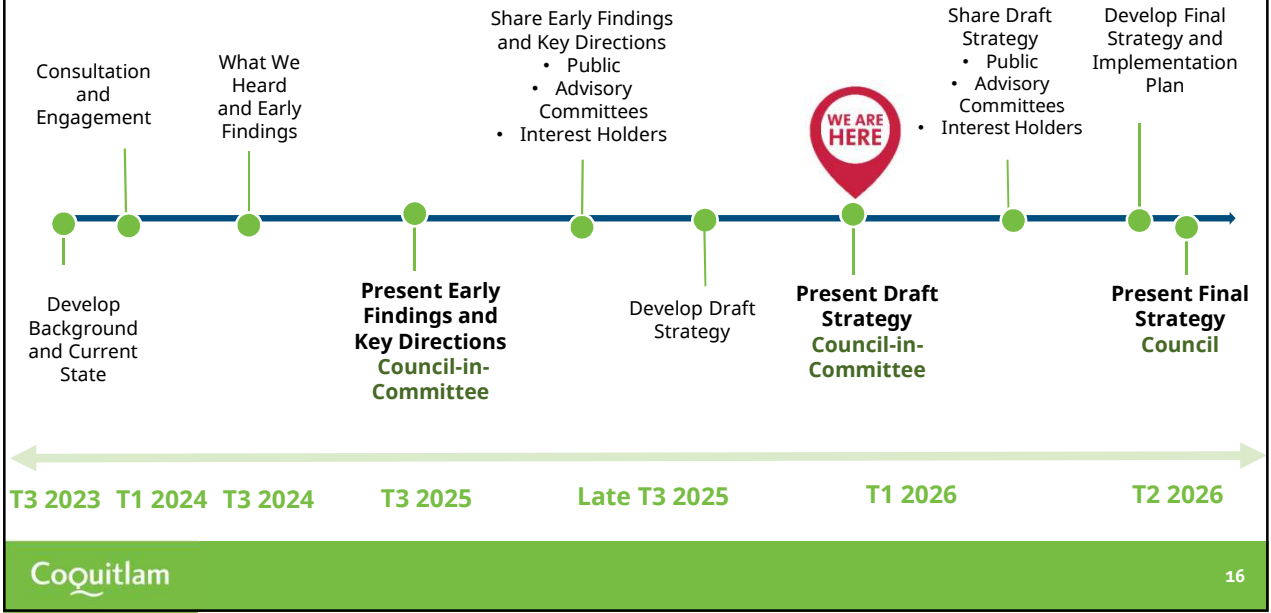 Consultation
and
Engagement
What We
Heard
and Early
Findings
Share Early Findings
and Key Directions
• Public
• Advisory
Committees
• Interest Holders
WE ARE
HERE
Share Draft
Strategy
• Public
• Advisory
Committees
• Interest Holders
Develop Final
Strategy and
Implementation
Plan
Develop
Background
and Current
State
Present Early
Findings and
Key Directions
Council-in-
Committee
Develop Draft
Strategy
Present Draft
Strategy
Council-in-
Committee
Present Final
Strategy
Council
T3 2023
T1 2024
T3 2024
T3 2025
Late T3 2025
T1 2026
T2 2026
Coquitlam
16